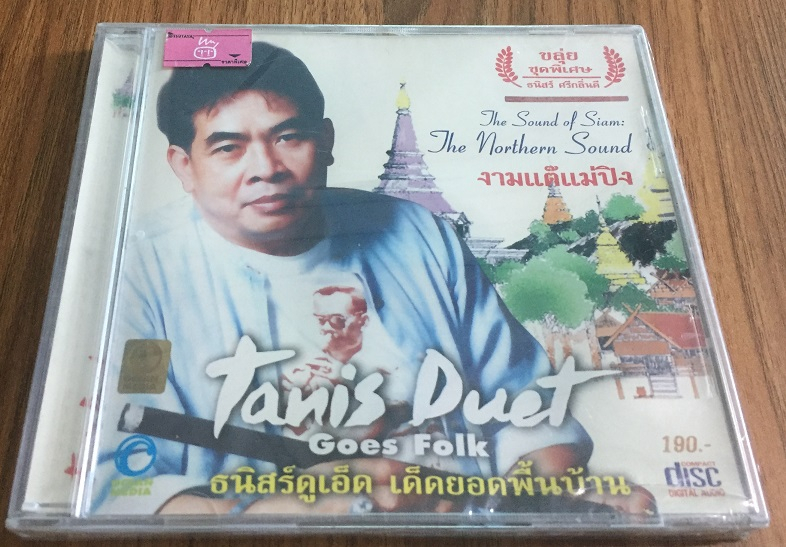 ขลุ่ย
ชุดพิเศษ
ธนิสร์ ศรีกลิ่นดี
The Sound of Siam:
The Northern Sound
งามแต๊แม่ปิง
Tanis Duet
Goes Folk
ธนิสร์ดูเอ็ด เด็ดยอดพื้นบ้าน
190.-
COMPACT
disc
DIGITAL AUDIO
OCEAN
MEDIA